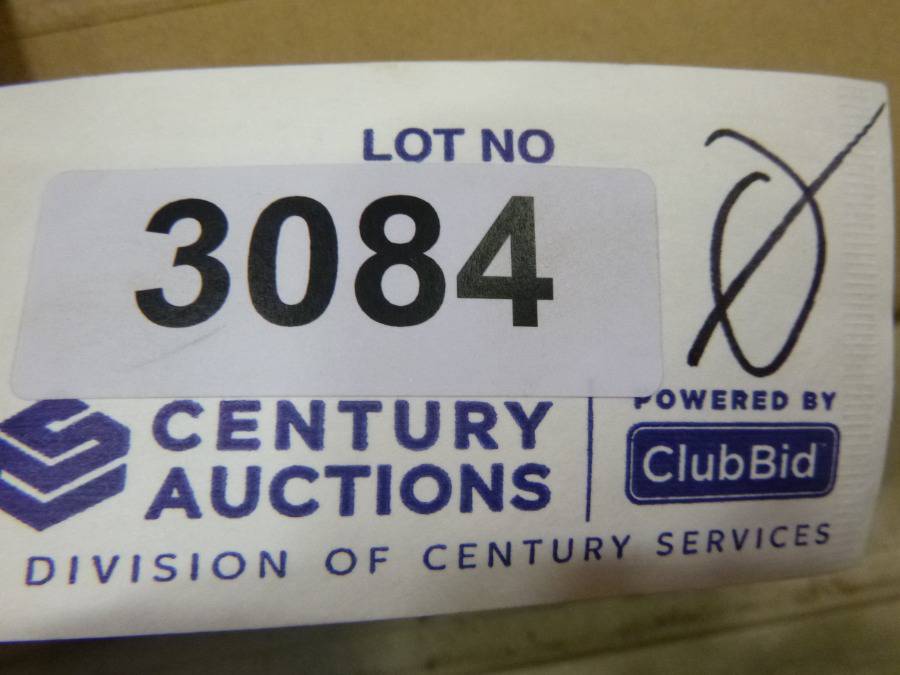 LOT NO
3084
CENTURY
AUCTIONS
POWERED BY
ClubBid
DIVISION OF CENTURY SERVICES